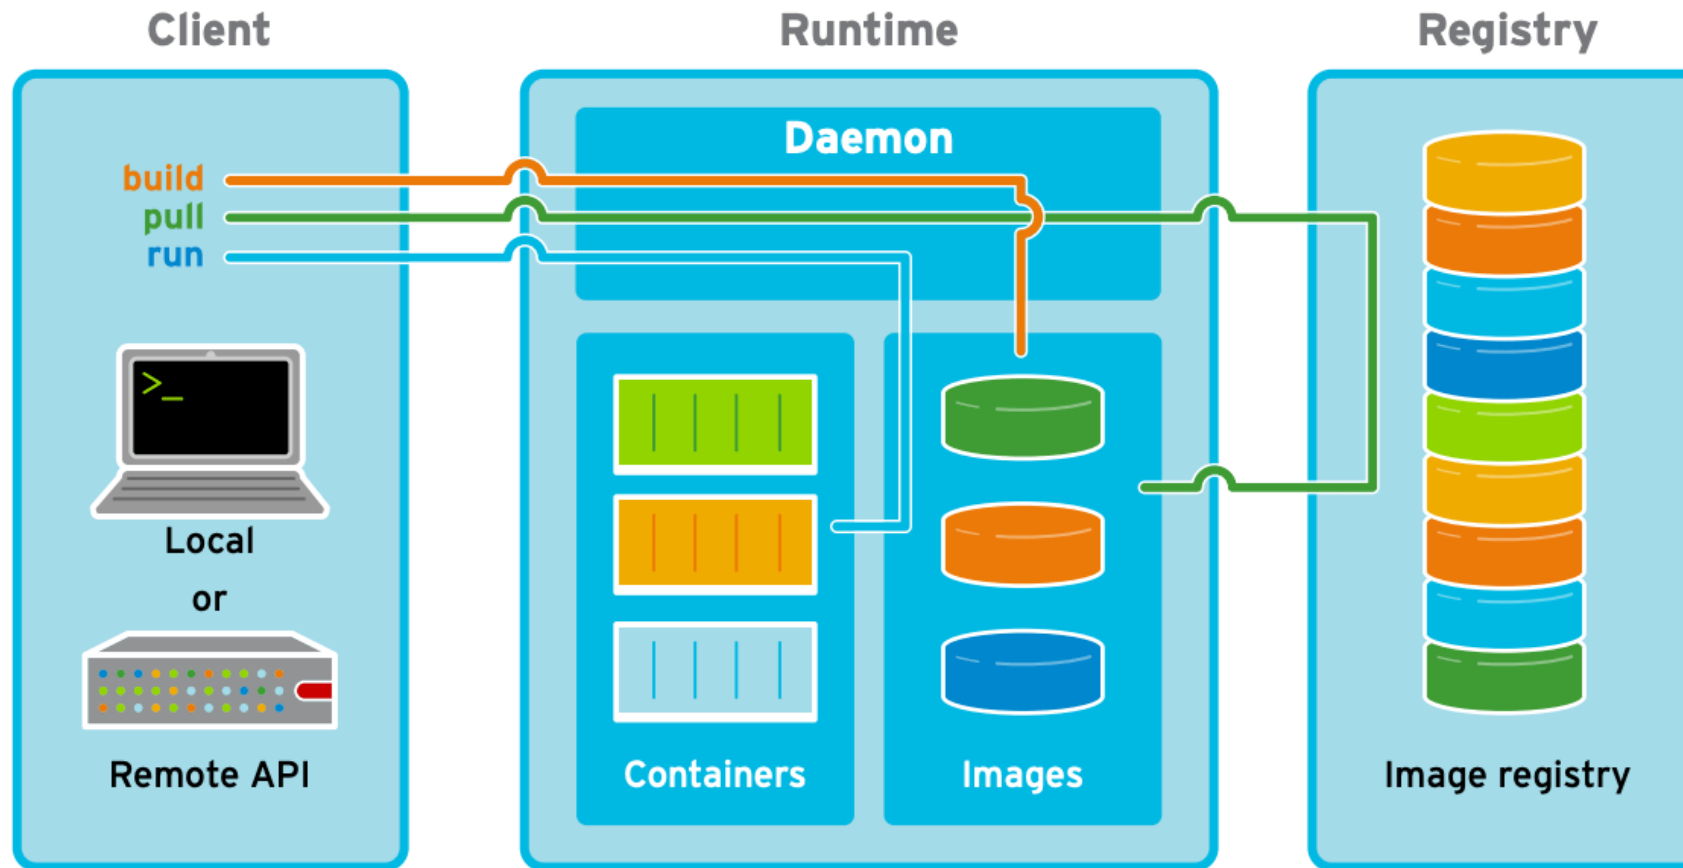 Client
Runtime
Registry
Daemon
build
pull
run
>_
Local
or
Remote API
Containers
Images
Image registry